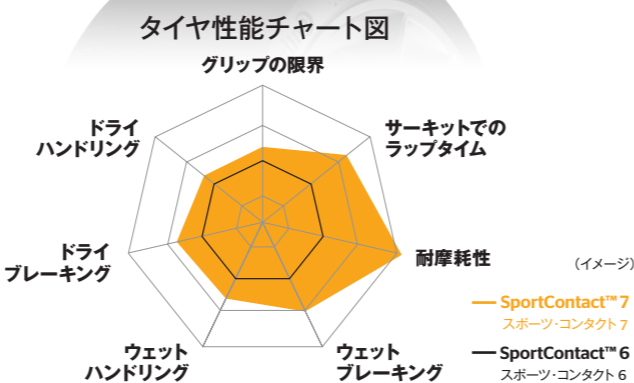 タイヤ性能チャート図
グリップの限界
サーキットでの
ラップタイム
耐摩耗性
ウェット
ブレーキング
ウェット
ハンドリング
ドライ
ブレーキング
ドライ
ハンドリング
（イメージ）
SportContact™ 7
スポーツ・コンタクト 7
SportContact™ 6
スポーツ・コンタクト 6